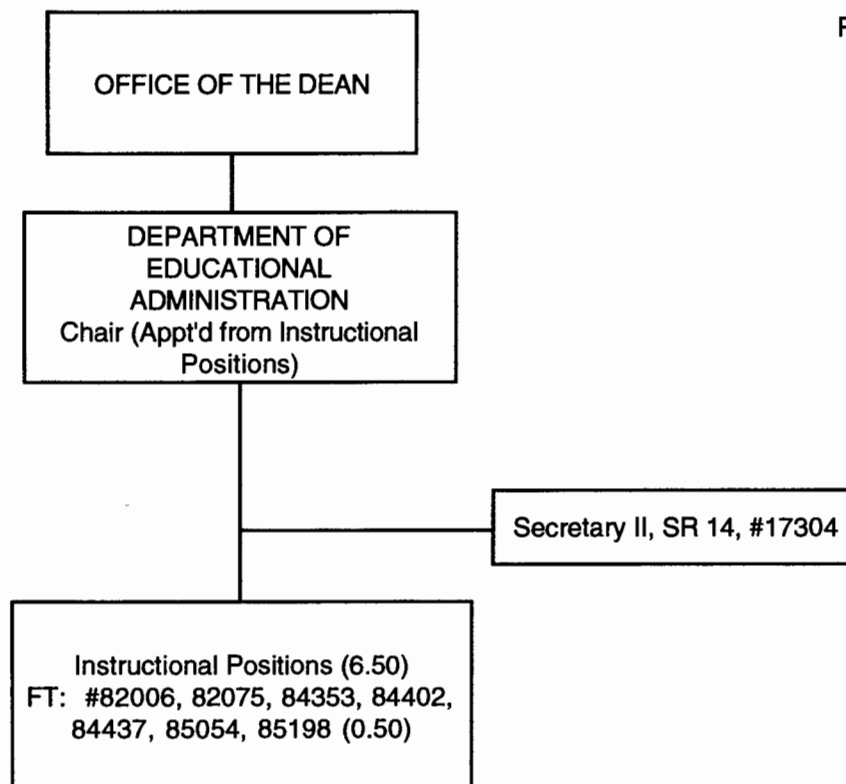 OFFICE OF THE DEAN
DEPARTMENT OF
EDUCATIONAL
ADMINISTRATION
Chair (Appt'd from Instructional
Positions)
Secretary II, SR 14, #17304
Instructional Positions (6.50)
FT: #82006, 82075, 84353, 84402,
84437, 85054, 85198 (0.50)